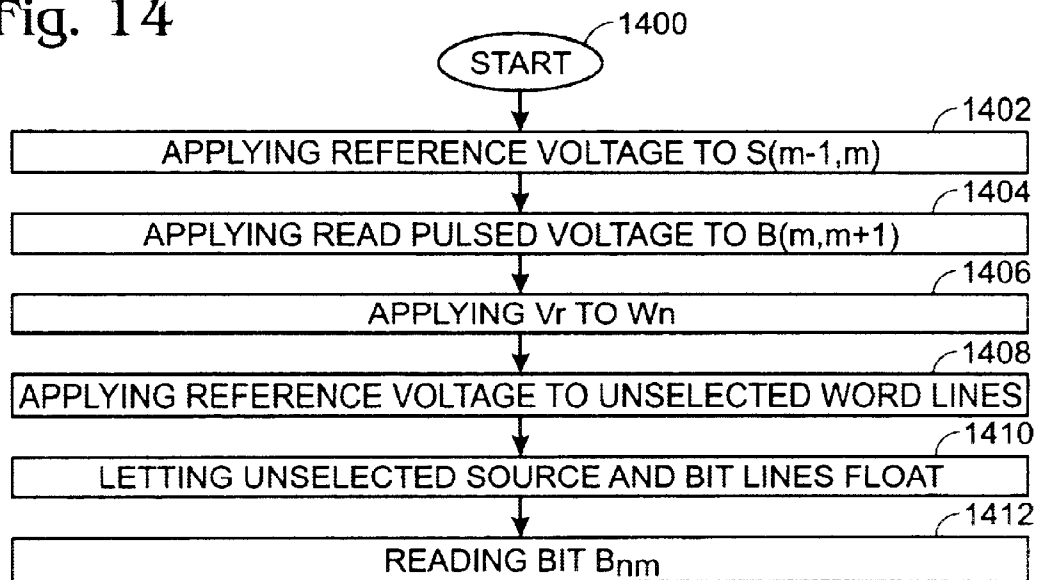 Fig. 14
1400
START
1402
APPLYING REFERENCE VOLTAGE TO S(m-1,m)
1404
APPLYING READ PULSED VOLTAGE TO B(m,m+1)
1406
APPLYING Vr TO Wn
1408
APPLYING REFERENCE VOLTAGE TO UNSELECTED WORD LINES
1410
LETTING UNSELECTED SOURCE AND BIT LINES FLOAT
1412
READING BIT Bnm